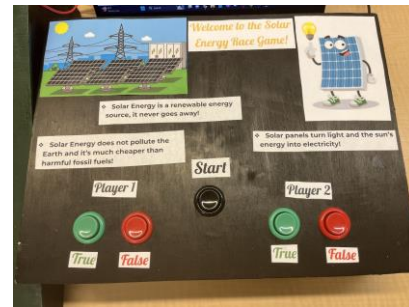 Welcome to the Solar
Energy Race Game!
❖ Solar Energy is a renewable energy
source, it never goes away!
❖ Solar Energy does not pollute the
Earth and it's much cheaper than
harmful fossil fuels!
❖ Solar panels turn light and the sun's
energy into electricity!
Start
Player 1
Player 2
True
False
True
False